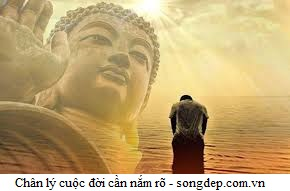 Chân lý cuộc đời cần nắm rõ - songdep.com.vn